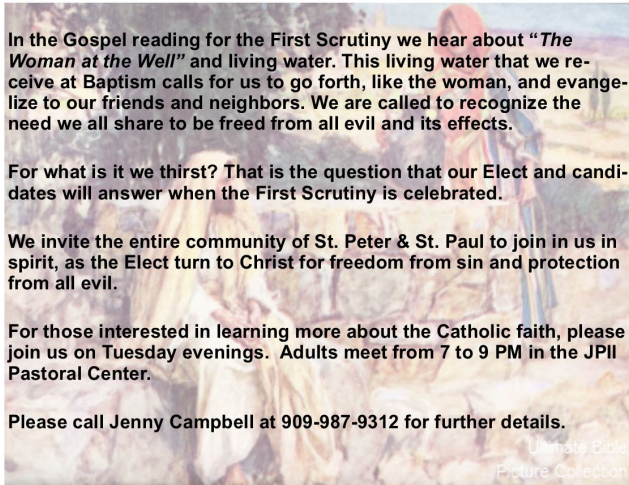 In the Gospel reading for the First Scrutiny we hear about “The
Woman at the Well” and living water. This living water that we re-
ceive at Baptism calls for us to go forth, like the woman, and evange-
lize to our friends and neighbors. We are called to recognize the
need we all share to be freed from all evil and its effects.
For what is it we thirst? That is the question that our Elect and candi-
dates will answer when the First Scrutiny is celebrated.
We invite the entire community of St. Peter & St. Paul to join in us in
spirit, as the Elect turn to Christ for freedom from sin and protection
from all evil.
For those interested in learning more about the Catholic faith, please
join us on Tuesday evenings.  Adults meet from 7 to 9 PM in the JPII
Pastoral Center.
Please call Jenny Campbell at 909-987-9312 for further details.
Ultimate Bible
Picture Collection